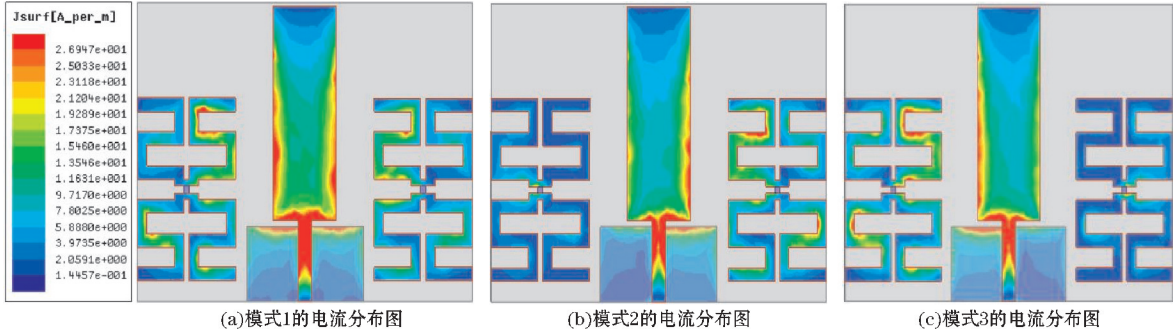 Jsurf[A_per_m]
2.6947e+001
2.5033e+001
2.3118e+001
2.1204e+001
1.9289e+001
1.7375e+001
1.5460e+001
1.3546e+001
1.1631e+001
9.7170e+000
7.8025e+000
5.8880e+000
3.9735e+000
2.0591e+000
1.4457e-001
(a)模式1的电流分布图
(b)模式2的电流分布图
(c)模式3的电流分布图